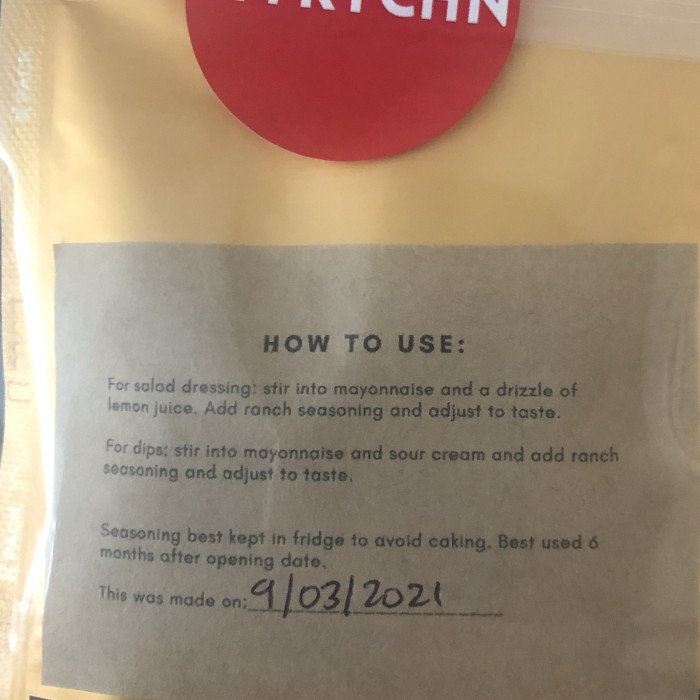 HOW TO USE:
For salad dressing: stir into mayonnaise and a drizzle of
lemon juice. Add ranch seasoning and adjust to taste.
For dips: stir into mayonnaise and sour cream and add ranch
seasoning and adjust to taste.
Seasoning best kept in fridge to avoid caking. Best used 6
months after opening date.
This was made on: 9/03/2021